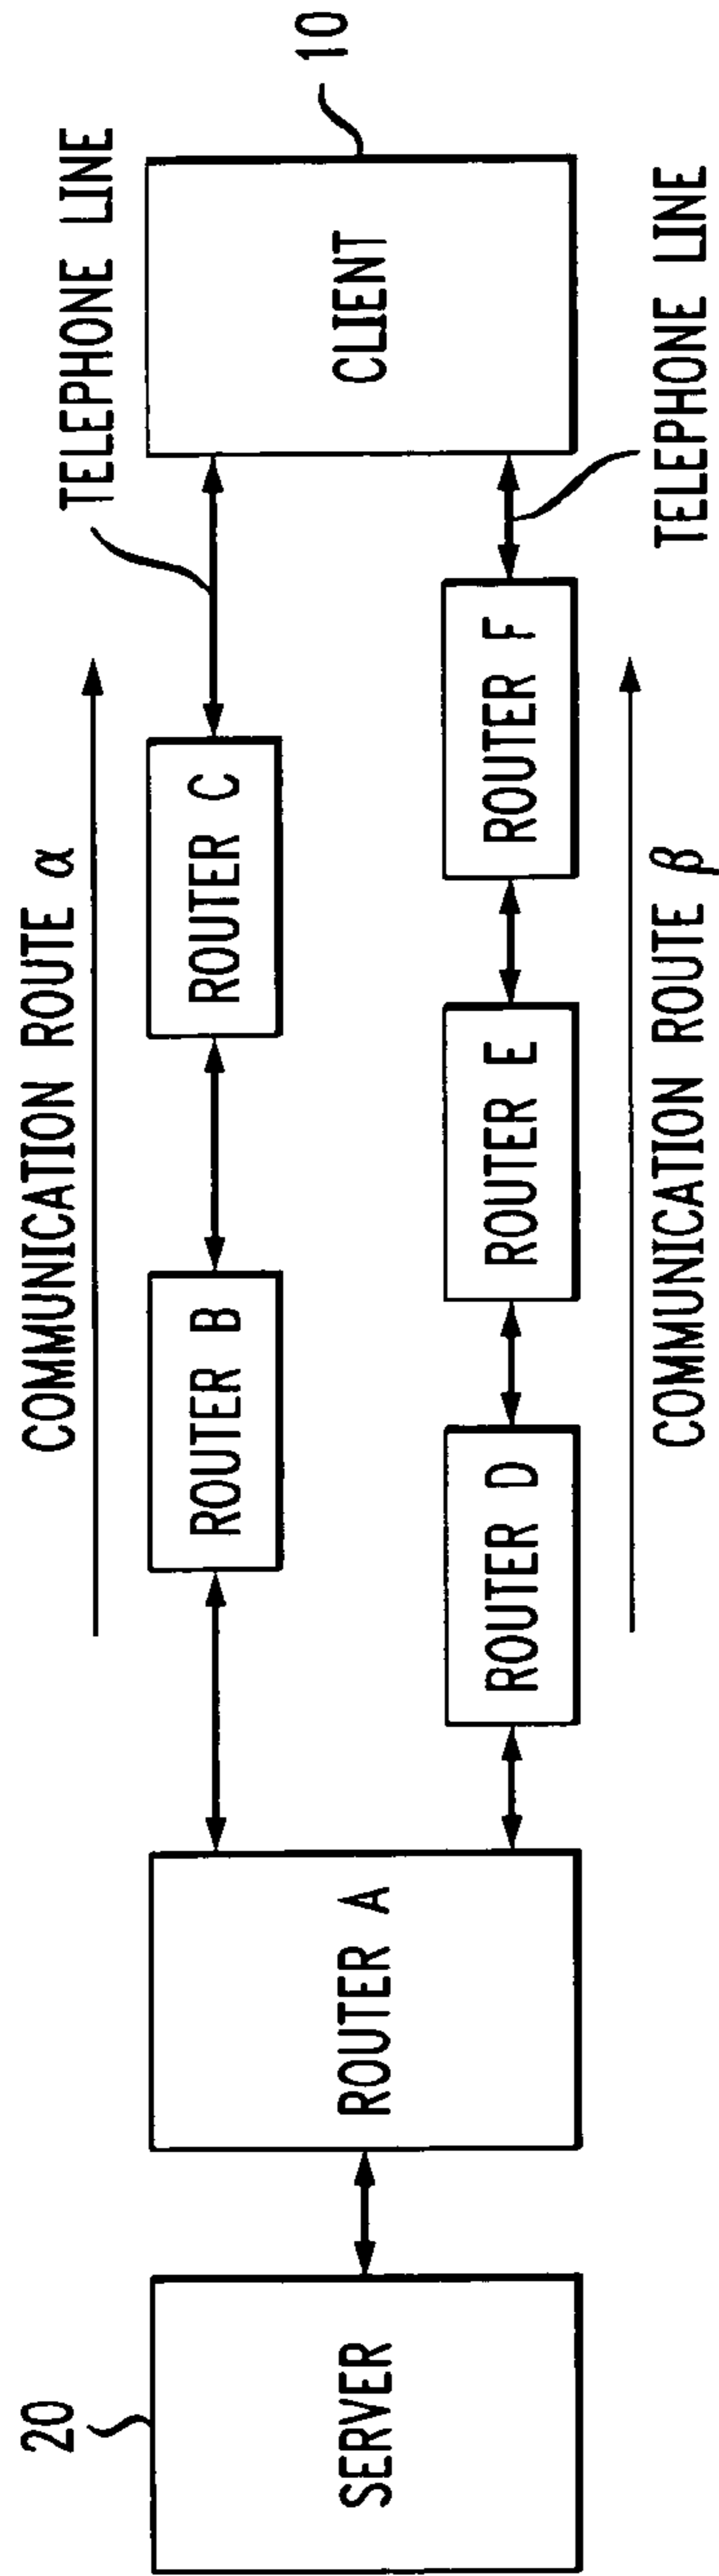 20
SERVER
ROUTER A
COMMUNICATION ROUTE α
ROUTER B
ROUTER C
TELEPHONE LINE
CLIENT
10
ROUTER D
ROUTER E
ROUTER F
TELEPHONE LINE
COMMUNICATION ROUTE β